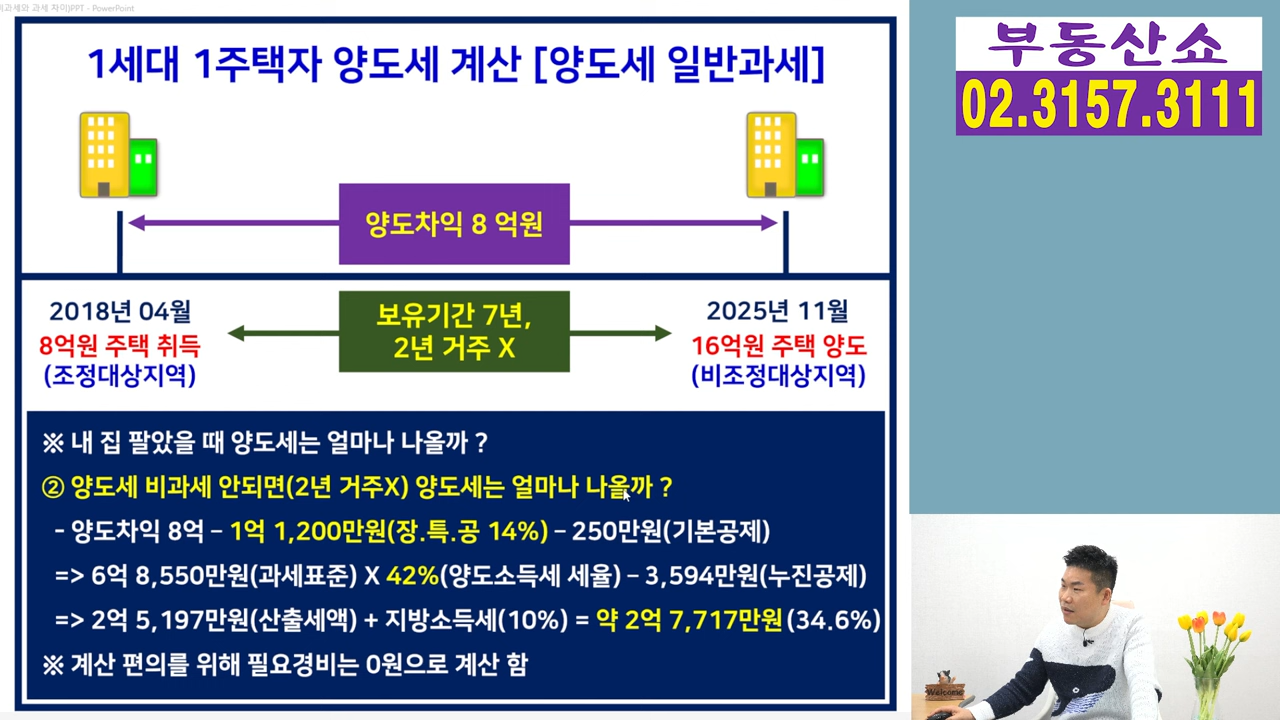 비과세와 과세 차이)PPT - PowerPoint
1세대 1주택자 양도세 계산 [양도세 일반과세]
부동산쇼
02.3157.3111
양도차익 8 억원
2018년 04월
8억원 주택 취득
(조정대상지역)
보유기간 7년,
2년 거주 X
2025년 11월
16억원 주택 양도
(비조정대상지역)
※ 내 집 팔았을 때 양도세는 얼마나 나올까 ?
② 양도세 비과세 안되면(2년 거주X) 양도세는 얼마나 나올까 ?
- 양도차익 8억 – 1억 1,200만원(장.특.공 14%) – 250만원(기본공제)
=> 6억 8,550만원(과세표준) X 42%(양도소득세 세율) – 3,594만원(누진공제)
=> 2억 5,197만원(산출세액) + 지방소득세(10%) = 약 2억 7,717만원(34.6%)
※ 계산 편의를 위해 필요경비는 0원으로 계산 함
Welcome